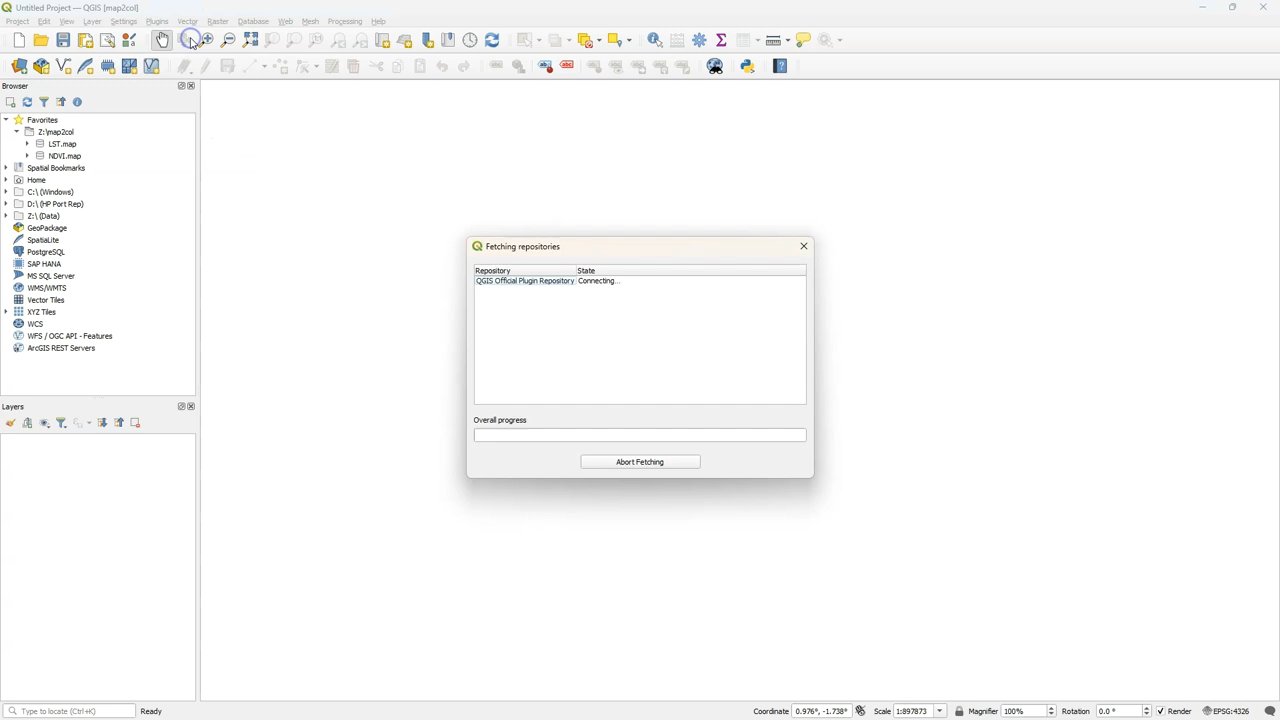 Untitled Project — QGIS [map2col]
Project Edit View Layer Settings Plugins Vector Raster Database Web Mesh Processing Help
Browser
Favorites
Z:\map2col
LST.map
NDVI.map
Spatial Bookmarks
Home
C:\ (Windows)
D:\ (HP Port Rep)
Z:\ (Data)
GeoPackage
SpatiaLite
PostgreSQL
SAP HANA
MS SQL Server
WMS/WMTS
Vector Tiles
XYZ Tiles
WCS
WFS / OGC API - Features
ArcGIS REST Servers
Layers
Fetching repositories
Repository State
QGIS Official Plugin Repository Connecting...
Overall progress
Abort Fetching
Type to locate (Ctrl+K) Ready Coordinate 0.976°, -1.738° Scale 1:897873 Magnifier 100% Rotation 0.0 ° Render EPSG:4326